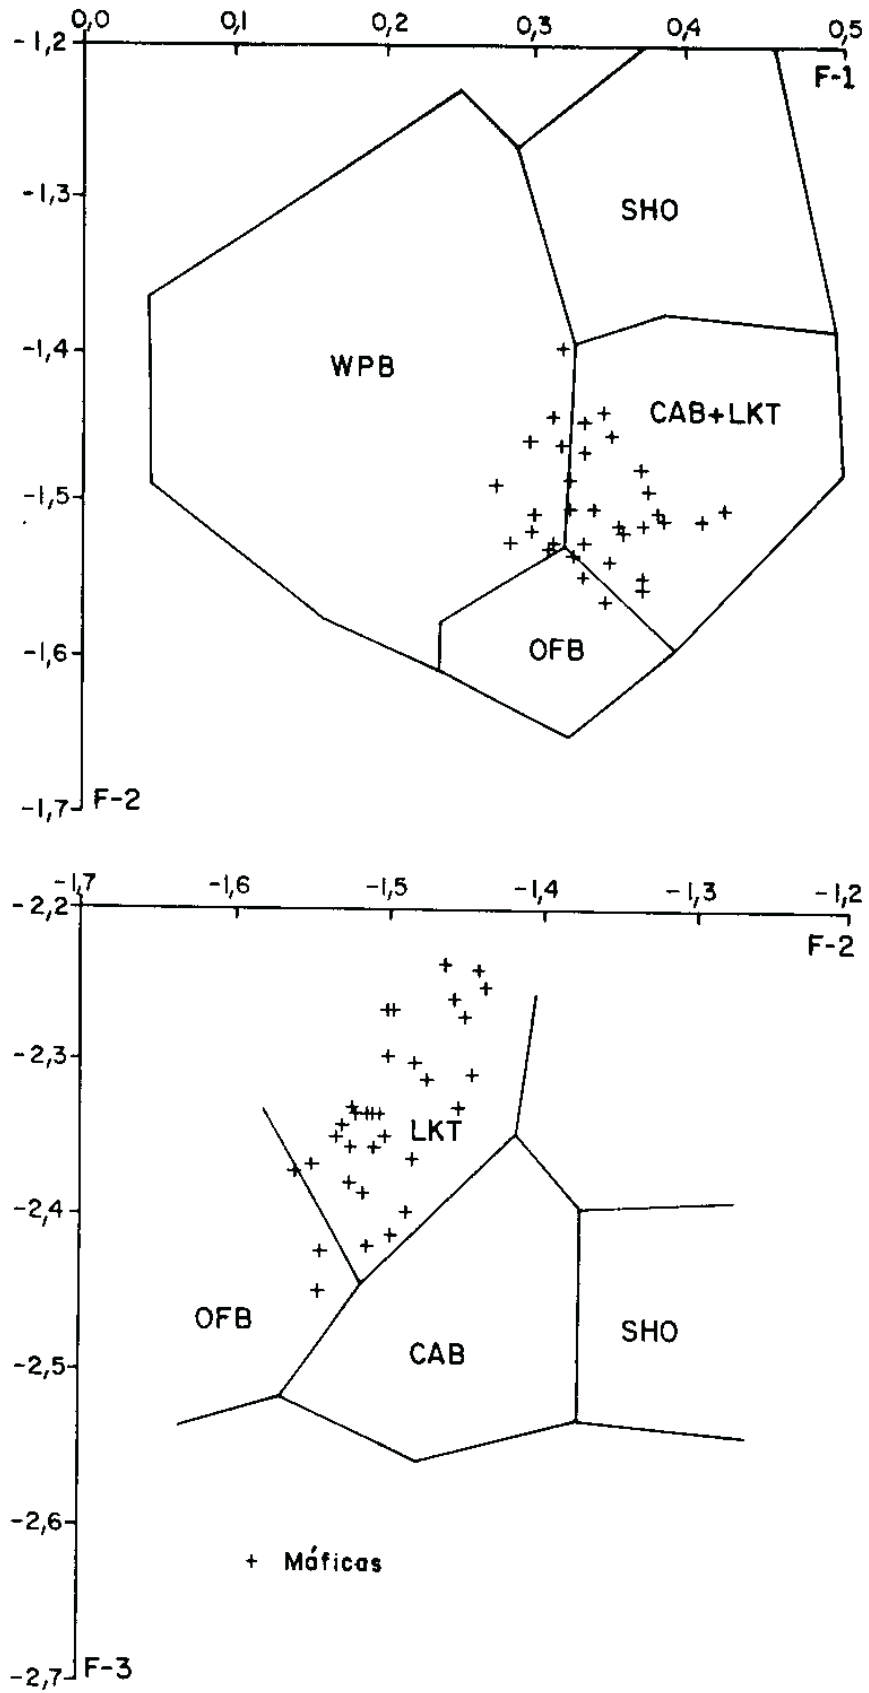 0,0 0,1 0,2 0,3 0,4 0,5
-1,2
F-1
-1,3
SHO
-1,4
WPB
CAB+LKT
-1,5
OFB
-1,6
-1,7 F-2
-1,7 -1,6 -1,5 -1,4 -1,3 -1,2
-2,2
F-2
-2,3
LKT
-2,4
OFB
SHO
CAB
-2,5
-2,6
+ Máficas
-2,7 F-3